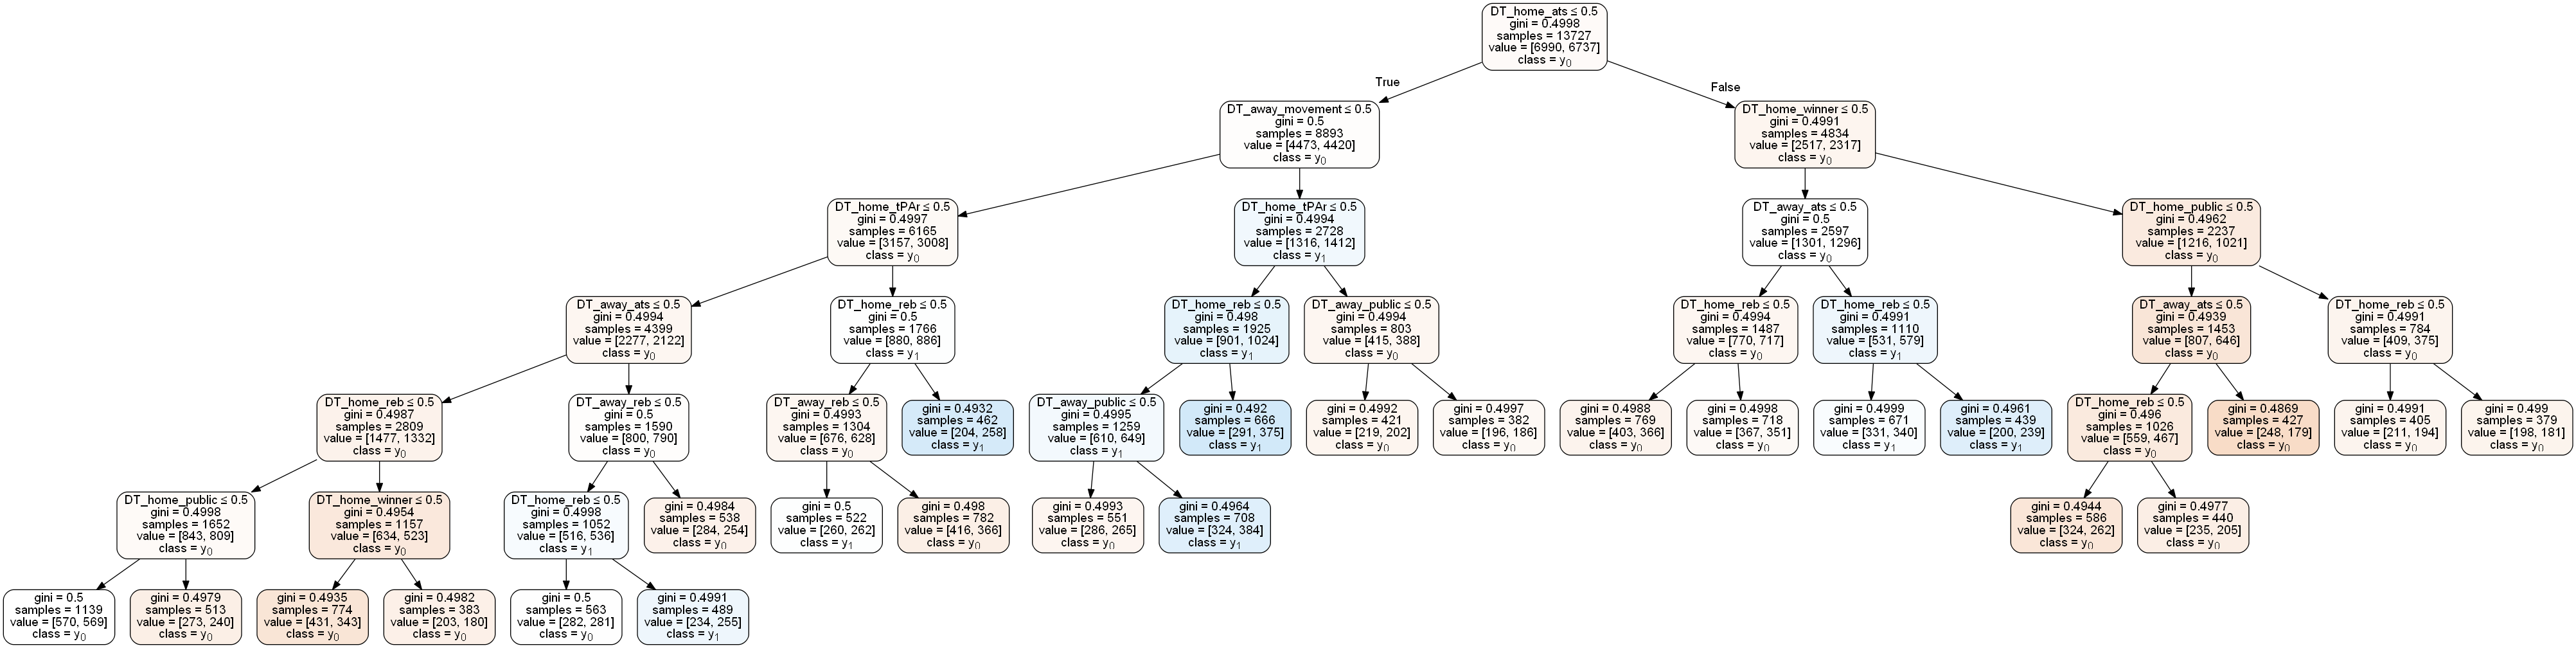 DT_home_ats ≤ 0.5
gini = 0.4998
samples = 13727
value = [6990, 6737]
class = y0
True
False
DT_away_movement ≤ 0.5
gini = 0.5
samples = 8893
value = [4473, 4420]
class = y0
DT_home_winner ≤ 0.5
gini = 0.4991
samples = 4834
value = [2517, 2317]
class = y0
DT_home_tPAr ≤ 0.5
gini = 0.4997
samples = 6165
value = [3157, 3008]
class = y0
DT_home_tPAr ≤ 0.5
gini = 0.4994
samples = 2728
value = [1316, 1412]
class = y1
DT_away_ats ≤ 0.5
gini = 0.5
samples = 2597
value = [1301, 1296]
class = y0
DT_home_public ≤ 0.5
gini = 0.4962
samples = 2237
value = [1216, 1021]
class = y0
DT_away_ats ≤ 0.5
gini = 0.4994
samples = 4399
value = [2277, 2122]
class = y0
DT_home_reb ≤ 0.5
gini = 0.5
samples = 1766
value = [880, 886]
class = y1
DT_home_reb ≤ 0.5
gini = 0.498
samples = 1925
value = [901, 1024]
class = y1
DT_away_public ≤ 0.5
gini = 0.4994
samples = 803
value = [415, 388]
class = y0
DT_home_reb ≤ 0.5
gini = 0.4994
samples = 1487
value = [770, 717]
class = y0
DT_home_reb ≤ 0.5
gini = 0.4991
samples = 1110
value = [531, 579]
class = y1
DT_away_ats ≤ 0.5
gini = 0.4939
samples = 1453
value = [807, 646]
class = y0
DT_home_reb ≤ 0.5
gini = 0.4991
samples = 784
value = [409, 375]
class = y0
DT_home_reb ≤ 0.5
gini = 0.4987
samples = 2809
value = [1477, 1332]
class = y0
DT_away_reb ≤ 0.5
gini = 0.5
samples = 1590
value = [800, 790]
class = y0
DT_away_reb ≤ 0.5
gini = 0.4993
samples = 1304
value = [676, 628]
class = y0
gini = 0.4932
samples = 462
value = [204, 258]
class = y1
DT_away_public ≤ 0.5
gini = 0.4995
samples = 1259
value = [610, 649]
class = y1
gini = 0.492
samples = 666
value = [291, 375]
class = y1
gini = 0.4992
samples = 421
value = [219, 202]
class = y0
gini = 0.4997
samples = 382
value = [196, 186]
class = y0
gini = 0.4988
samples = 769
value = [403, 366]
class = y0
gini = 0.4998
samples = 718
value = [367, 351]
class = y0
gini = 0.4999
samples = 671
value = [331, 340]
class = y1
gini = 0.4961
samples = 439
value = [200, 239]
class = y1
DT_home_reb ≤ 0.5
gini = 0.496
samples = 1026
value = [559, 467]
class = y0
gini = 0.4869
samples = 427
value = [248, 179]
class = y0
gini = 0.4991
samples = 405
value = [211, 194]
class = y0
gini = 0.499
samples = 379
value = [198, 181]
class = y0
DT_home_public ≤ 0.5
gini = 0.4998
samples = 1652
value = [843, 809]
class = y0
DT_home_winner ≤ 0.5
gini = 0.4954
samples = 1157
value = [634, 523]
class = y0
DT_home_reb ≤ 0.5
gini = 0.4998
samples = 1052
value = [516, 536]
class = y1
gini = 0.4984
samples = 538
value = [284, 254]
class = y0
gini = 0.5
samples = 522
value = [260, 262]
class = y1
gini = 0.498
samples = 782
value = [416, 366]
class = y0
gini = 0.4993
samples = 551
value = [286, 265]
class = y0
gini = 0.4964
samples = 708
value = [324, 384]
class = y1
gini = 0.4944
samples = 586
value = [324, 262]
class = y0
gini = 0.4977
samples = 440
value = [235, 205]
class = y0
gini = 0.5
samples = 1139
value = [570, 569]
class = y0
gini = 0.4979
samples = 513
value = [273, 240]
class = y0
gini = 0.4935
samples = 774
value = [431, 343]
class = y0
gini = 0.4982
samples = 383
value = [203, 180]
class = y0
gini = 0.5
samples = 563
value = [282, 281]
class = y0
gini = 0.4991
samples = 489
value = [234, 255]
class = y1